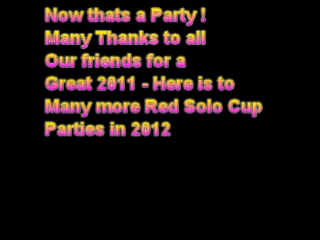 Now thats a Party !
Many Thanks to all
Our friends for a
Great 2011 - Here is to
Many more Red Solo Cup
Parties in 2012